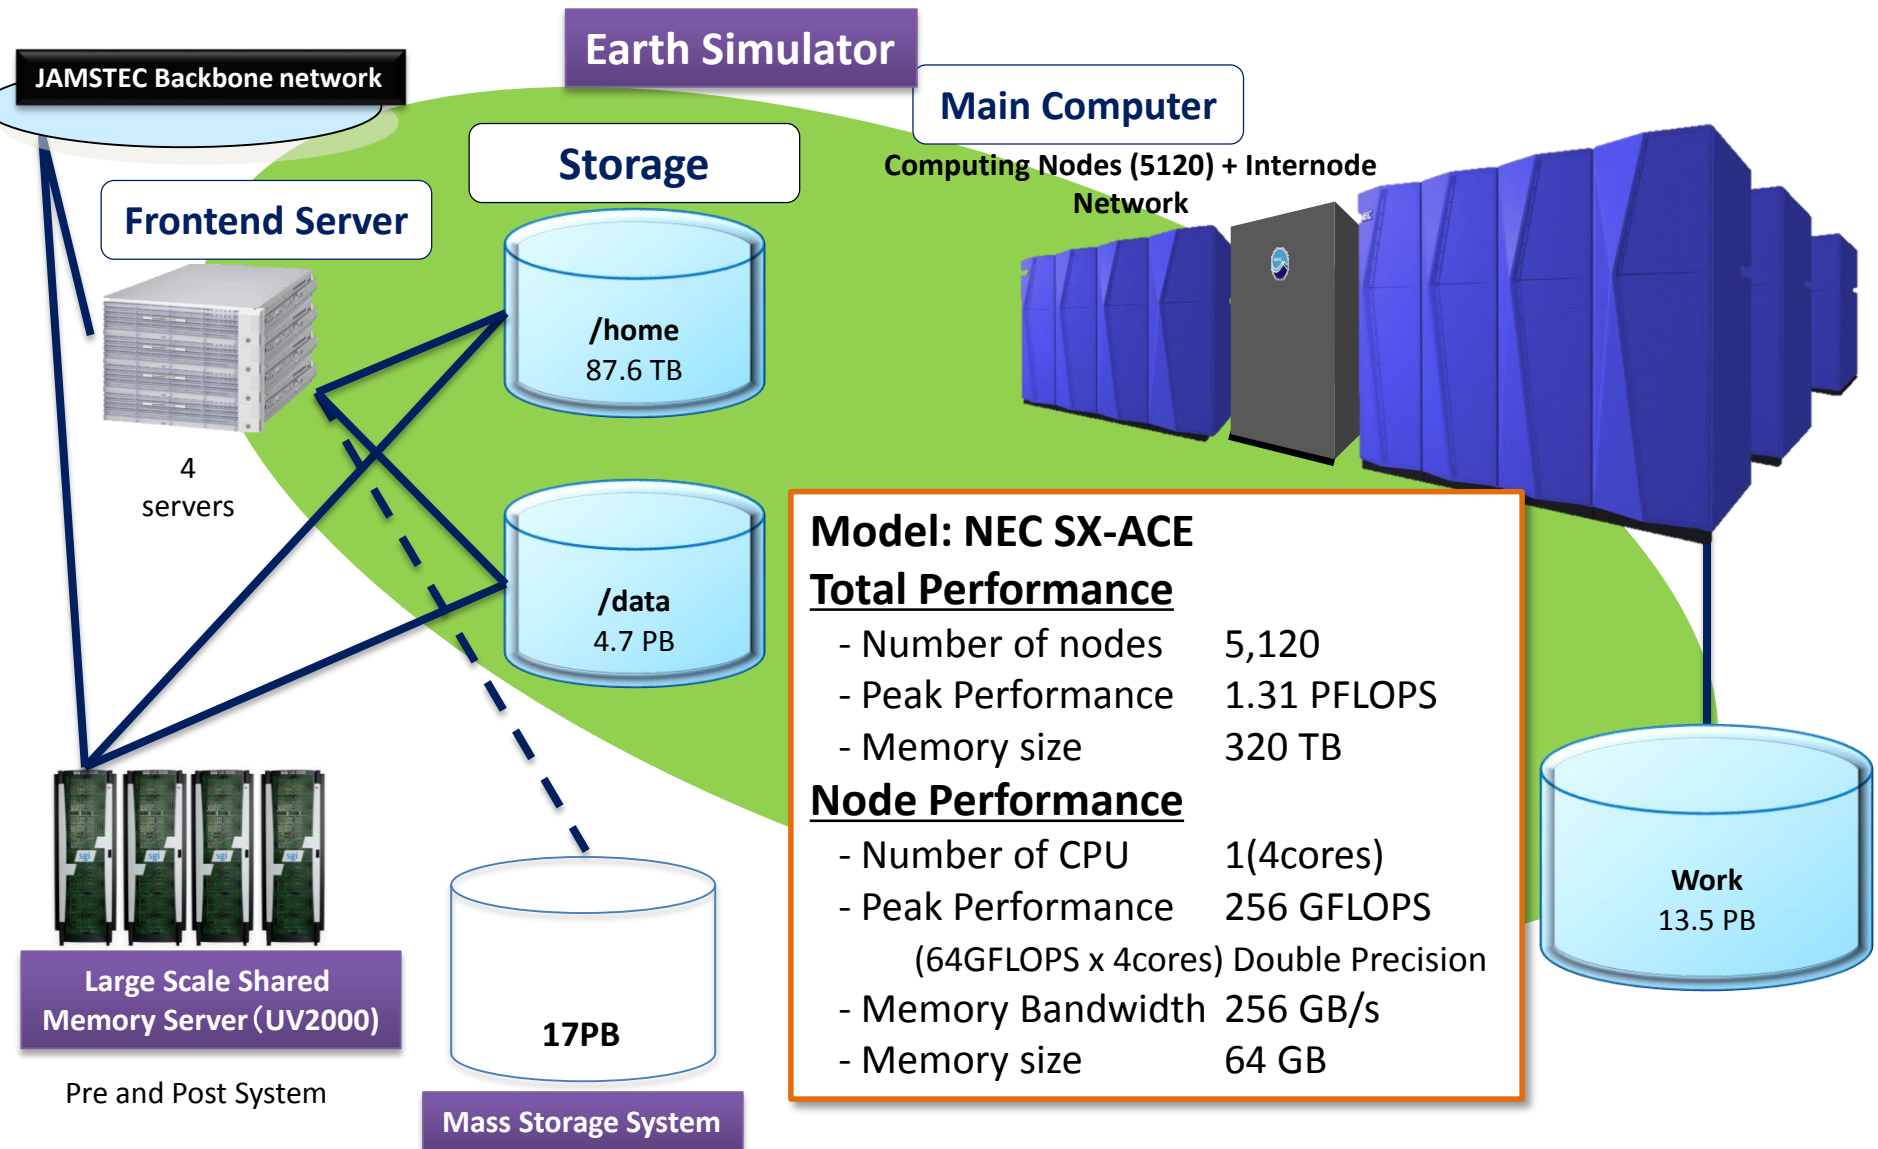 Earth Simulator
JAMSTEC Backbone network
Main Computer
Computing Nodes (5120) + Internode
Network
Storage
Frontend Server
4
servers
/home
87.6 TB
/data
4.7 PB
Model: NEC SX-ACE
Total Performance
- Number of nodes 5,120
- Peak Performance 1.31 PFLOPS
- Memory size 320 TB
Node Performance
- Number of CPU 1(4cores)
- Peak Performance 256 GFLOPS
(64GFLOPS x 4cores) Double Precision
- Memory Bandwidth 256 GB/s
- Memory size 64 GB
Work
13.5 PB
sgi sgi sgi sgi
Large Scale Shared
Memory Server（UV2000)
Pre and Post System
17PB
Mass Storage System